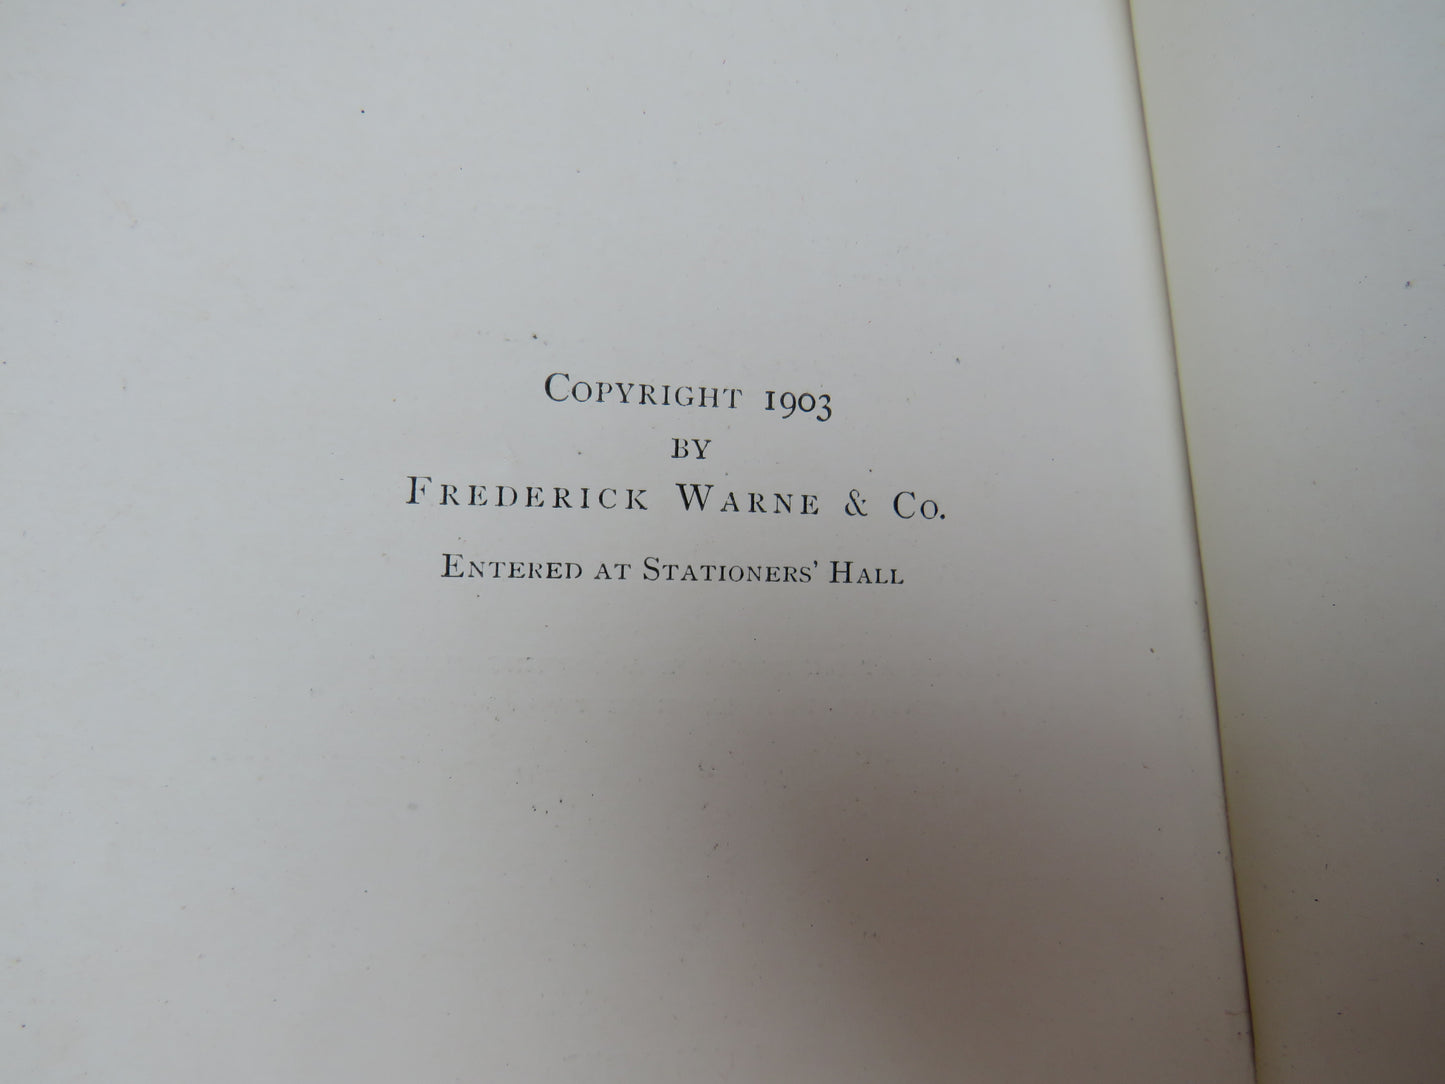 COPYRIGHT 1903
BY
FREDERICK WARNE & CO.
ENTERED AT STATIONERS' HALL